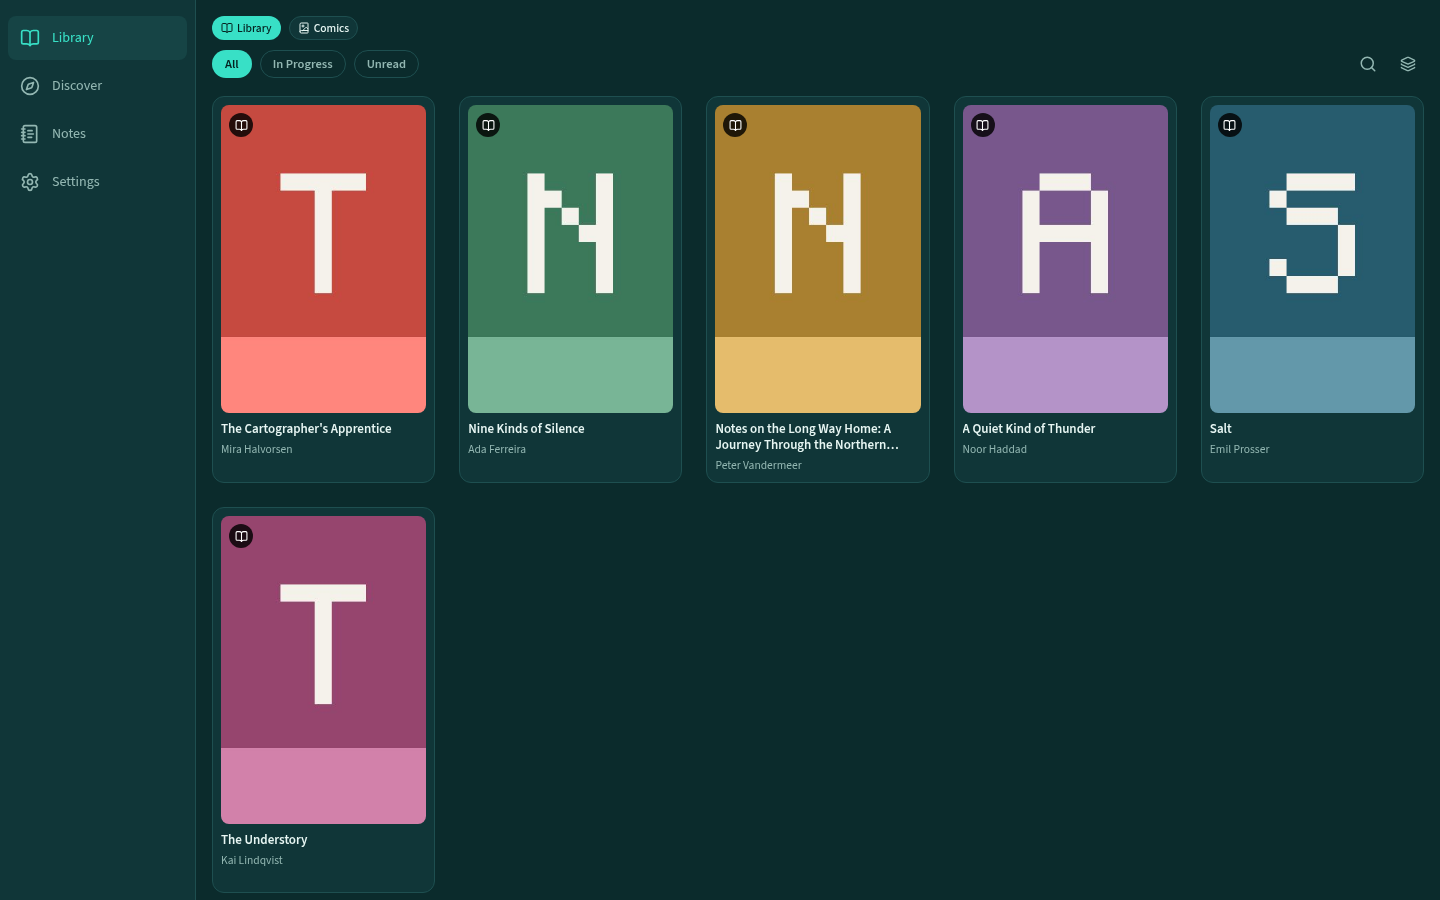 Library
Discover
Notes
Settings
Library
Comics
All
In Progress
Unread
T
The Cartographer's Apprentice
Mira Halvorsen
N
Nine Kinds of Silence
Ada Ferreira
N
Notes on the Long Way Home: A
Journey Through the Northern…
Peter Vandermeer
A
A Quiet Kind of Thunder
Noor Haddad
S
Salt
Emil Prosser
T
The Understory
Kai Lindqvist